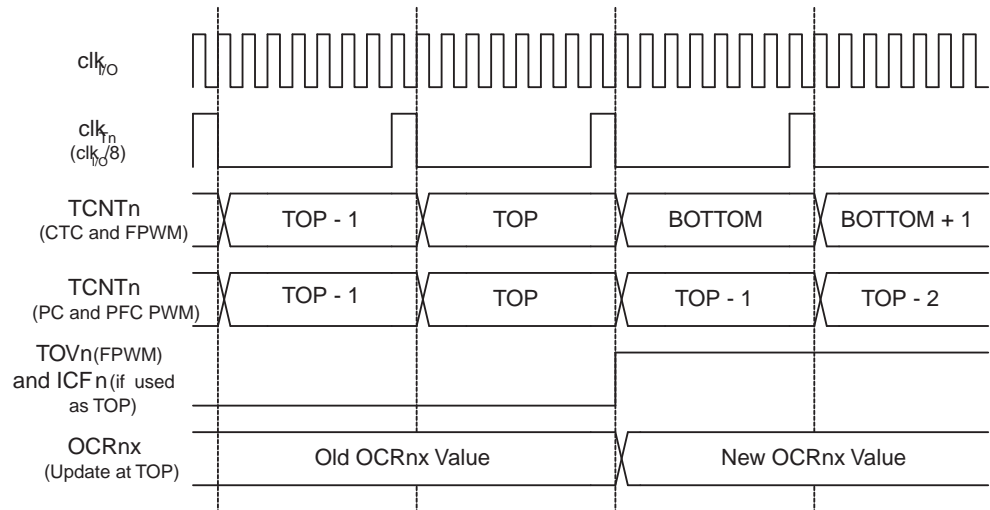 clkI/O
clkTn
(clkI/O/8)
TCNTn
(CTC and FPWM)
TOP - 1
TOP
BOTTOM
BOTTOM + 1
TCNTn
(PC and PFC PWM)
TOP - 1
TOP
TOP - 1
TOP - 2
TOVn(FPWM)
and ICFn(if used
as TOP)
OCRnx
(Update at TOP)
Old OCRnx Value
New OCRnx Value